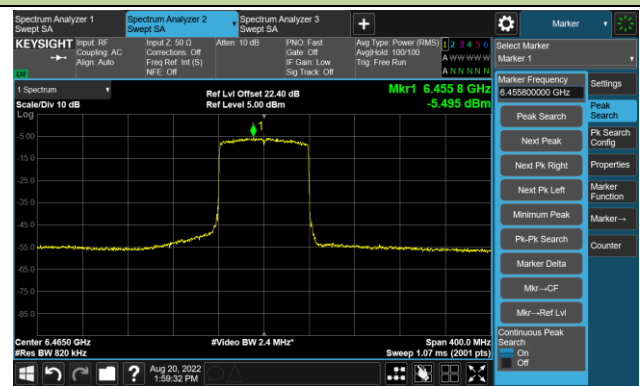 Spectrum Analyzer 1
Swept SA
Spectrum Analyzer 2
Swept SA
Spectrum Analyzer 3
Swept SA
Marker
KEYSIGHT
Input: RF
Coupling: AC
Align: Auto
Input Z: 50 Ω
Corrections: Off
Freq Ref: Int (S)
NFE: Off
Atten: 10 dB
PNO: Fast
Gate: Off
IF Gain: Low
Sig Track: Off
Avg Type: Power (RMS)
Avg|Hold: 100/100
Trig: Free Run
1 2 3 4 5 6
A W W W W W
A N N N N N
Select Marker
Marker 1
1 Spectrum
Scale/Div 10 dB
Log
Ref Lvl Offset 22.40 dB
Ref Level 5.00 dBm
Mkr1 6.455 8 GHz
-5.495 dBm
1
-5.00
-15.0
-25.0
-35.0
-45.0
-55.0
-65.0
-75.0
-85.0
Center 6.4650 GHz
#Res BW 820 kHz
#Video BW 2.4 MHz*
Span 400.0 MHz
Sweep 1.07 ms (2001 pts)
Marker Frequency
6.455800000 GHz
Peak Search
Next Peak
Next Pk Right
Next Pk Left
Minimum Peak
Pk-Pk Search
Marker Delta
Mkr→CF
Mkr→Ref Lvl
Continuous Peak
Search
On
Off
Settings
Peak
Search
Pk Search
Config
Properties
Marker
Function
Marker→
Counter
?
Aug 20, 2022
1:59:32 PM